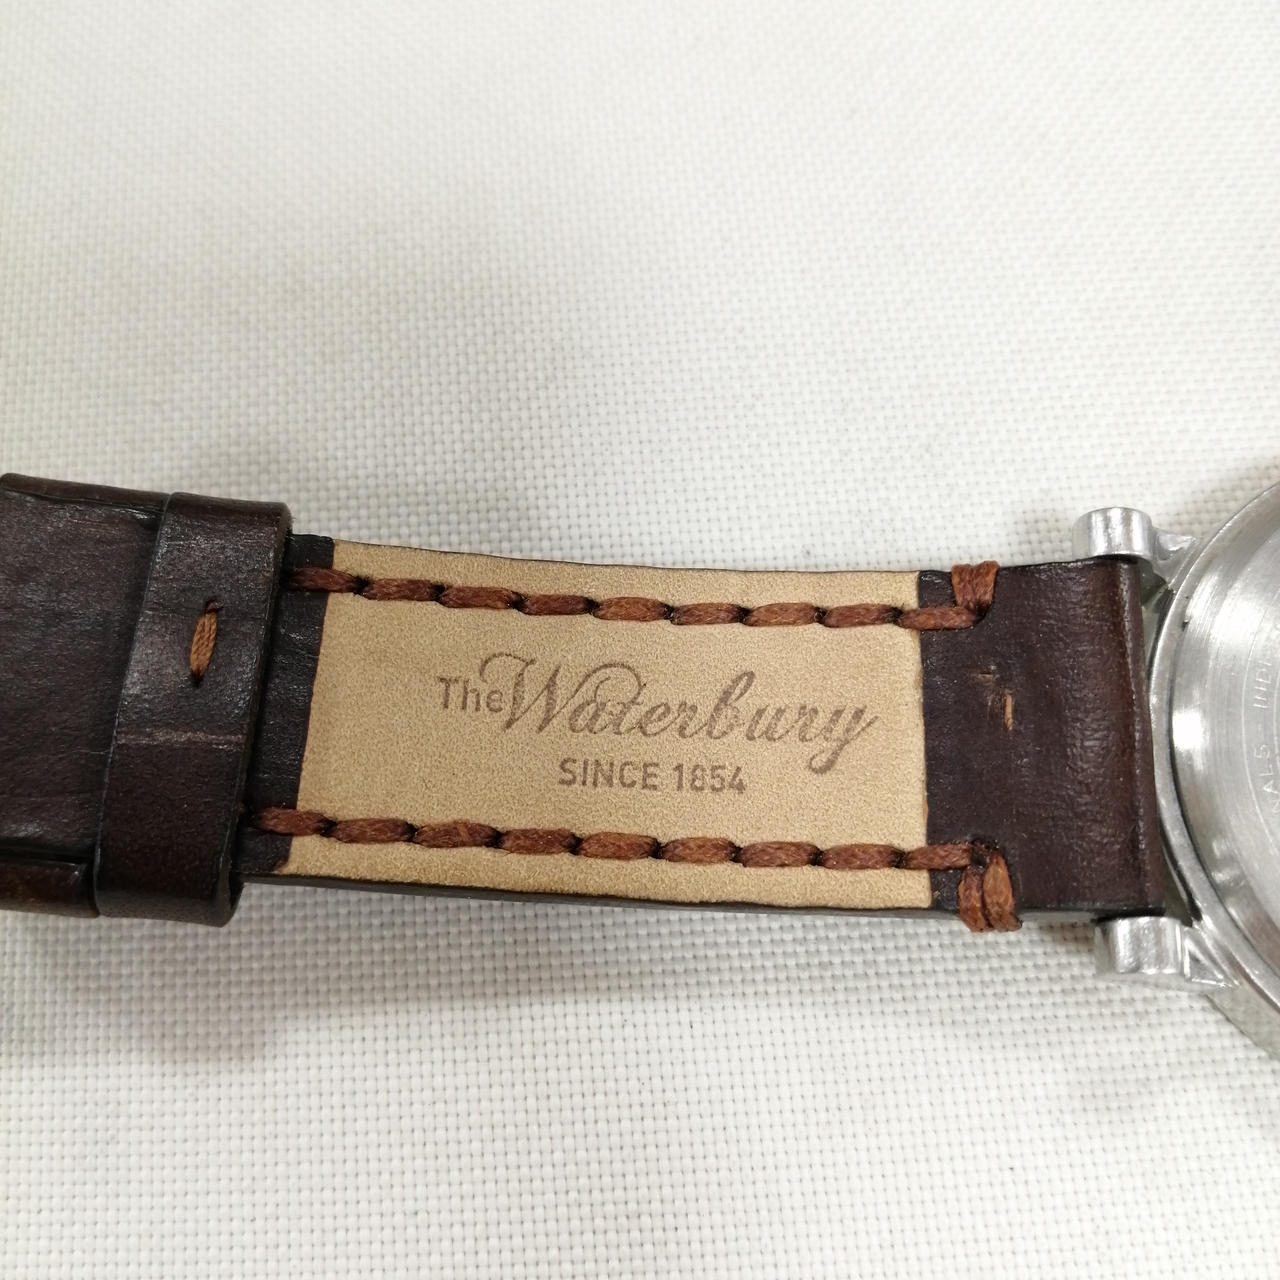 The Waterbury
SINCE 1854